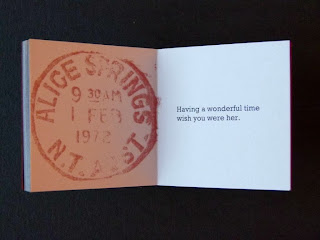 ALICE SPRINGS
9 30AM
1 FEB
1972
N.T. AUST.
Having a wonderful time
wish you were her.